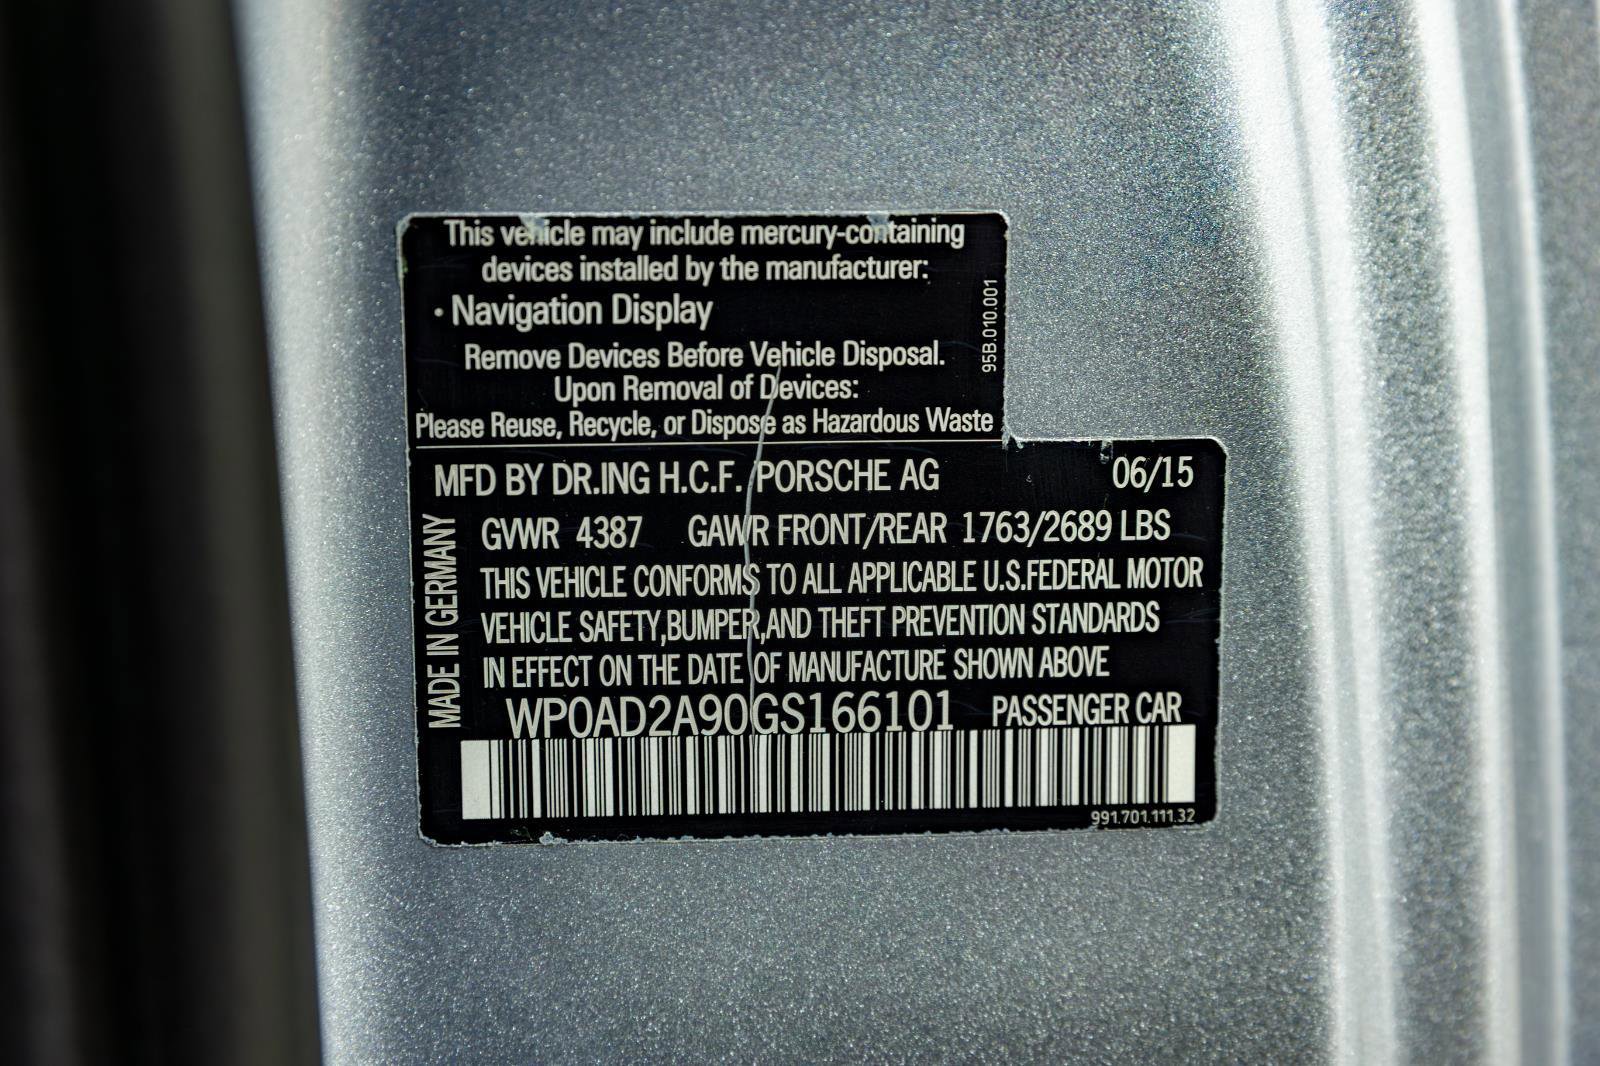 This vehicle may include mercury-containing
devices installed by the manufacturer:
· Navigation Display
Remove Devices Before Vehicle Disposal.
Upon Removal of Devices:
Please Reuse, Recycle, or Dispose as Hazardous Waste
95B.010.001
MFD BY DR.ING H.C.F. PORSCHE AG 06/15
GVWR 4387 GAWR FRONT/REAR 1763/2689 LBS
THIS VEHICLE CONFORMS TO ALL APPLICABLE U.S.FEDERAL MOTOR
VEHICLE SAFETY,BUMPER,AND THEFT PREVENTION STANDARDS
IN EFFECT ON THE DATE OF MANUFACTURE SHOWN ABOVE
MADE IN GERMANY
WP0AD2A90GS166101 PASSENGER CAR
991.701.111.32